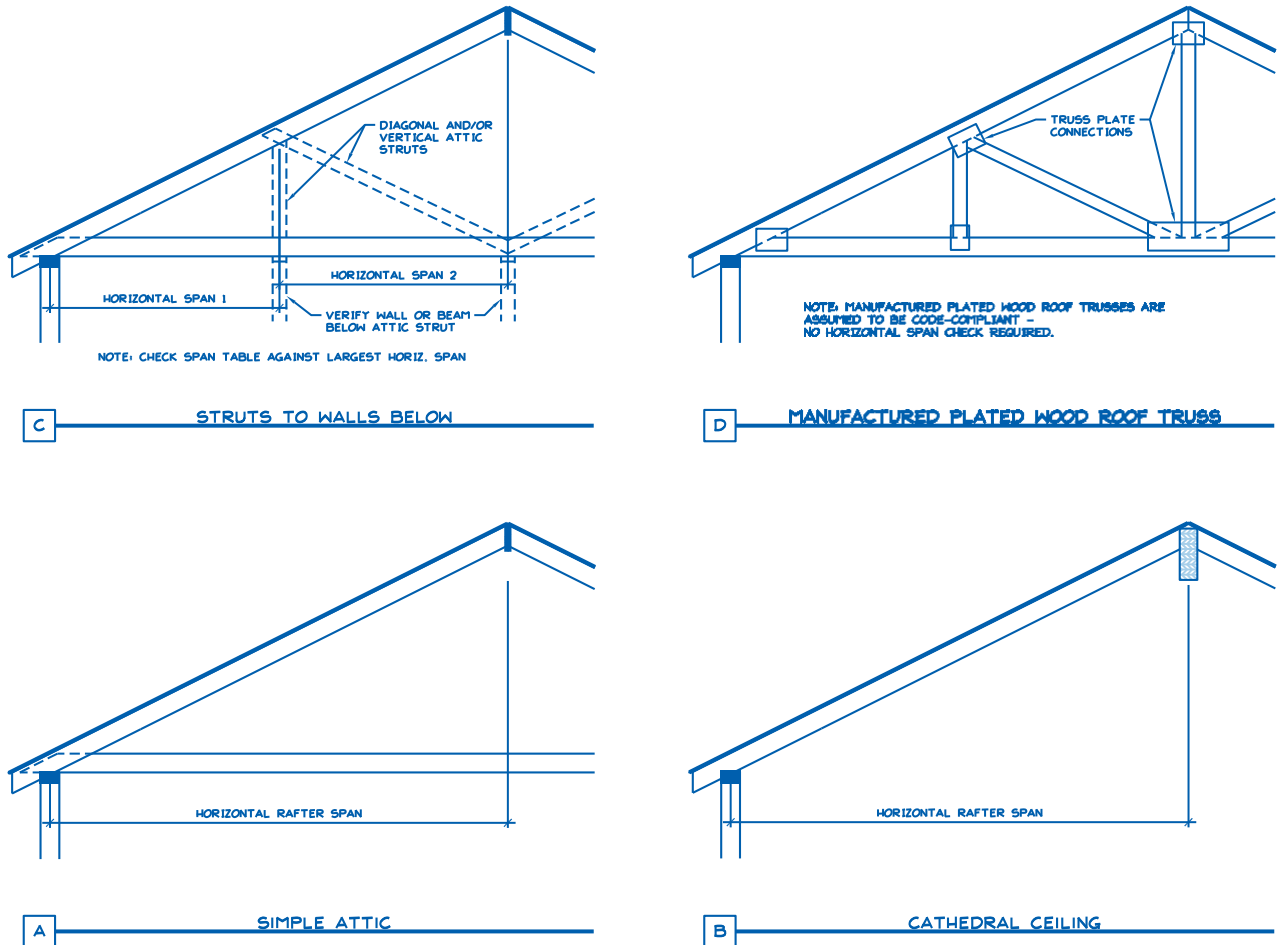 DIAGONAL AND/OR
VERTICAL ATTIC
STRUTS
HORIZONTAL SPAN 2
HORIZONTAL SPAN 1
VERIFY WALL OR BEAM
BELOW ATTIC STRUT
NOTE: CHECK SPAN TABLE AGAINST LARGEST HORIZ. SPAN
C
STRUTS TO WALLS BELOW
TRUSS PLATE
CONNECTIONS
NOTE: MANUFACTURED PLATED WOOD ROOF TRUSSES ARE
ASSUMED TO BE CODE-COMPLIANT -
NO HORIZONTAL SPAN CHECK REQUIRED.
D
MANUFACTURED PLATED WOOD ROOF TRUSS
HORIZONTAL RAFTER SPAN
A
SIMPLE ATTIC
HORIZONTAL RAFTER SPAN
B
CATHEDRAL CEILING